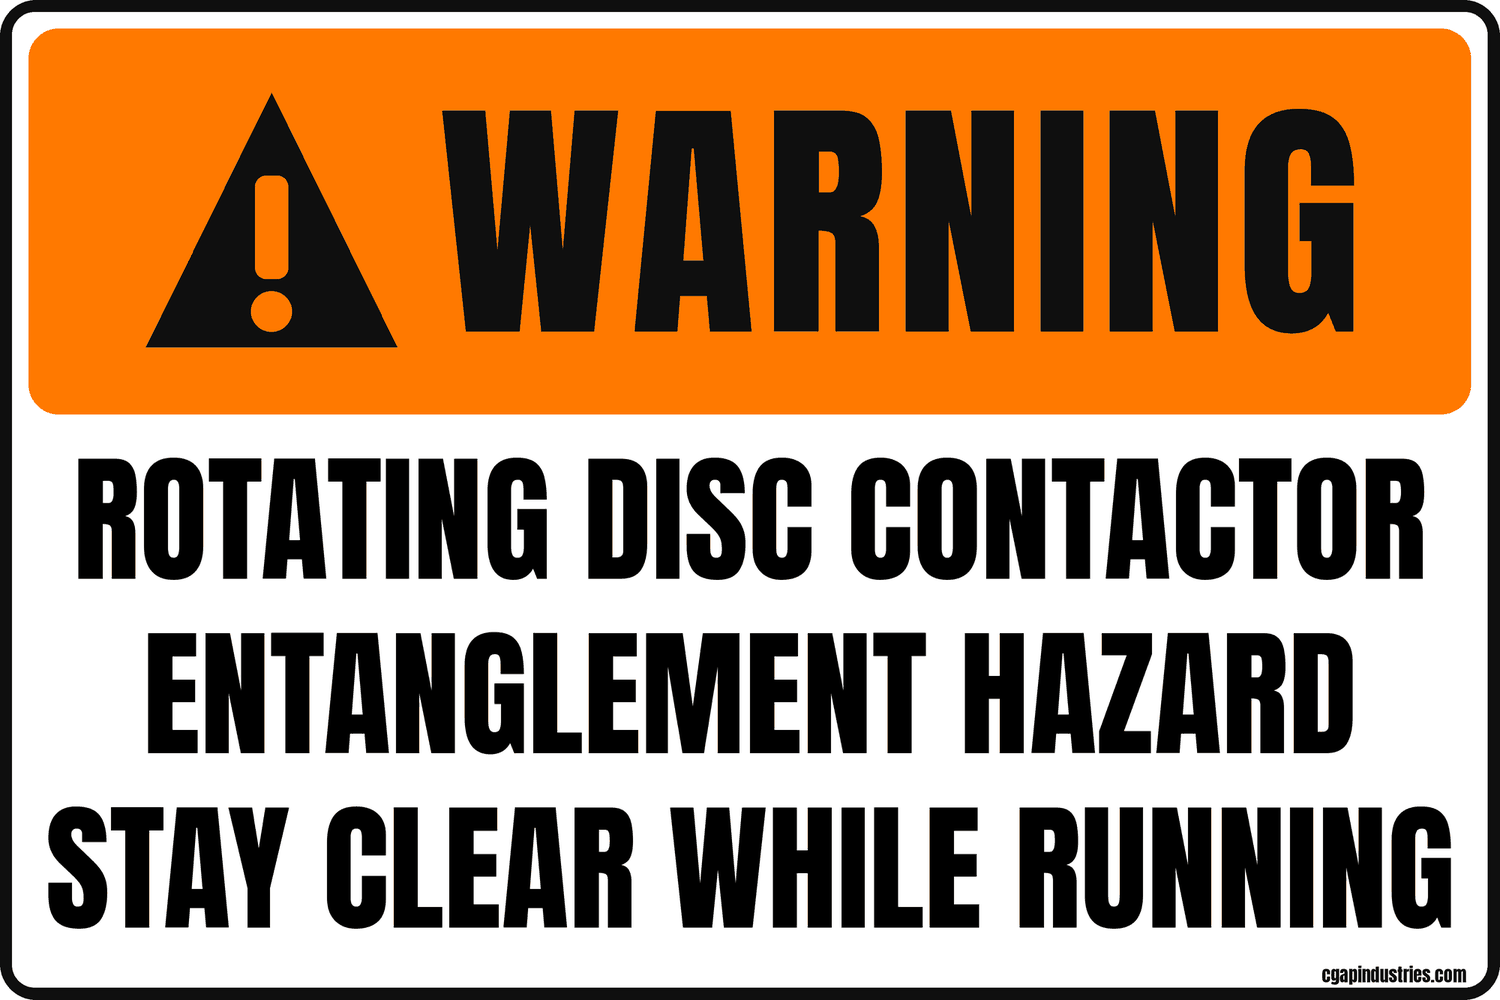 WARNING
ROTATING DISC CONTACTOR
ENTANGLEMENT HAZARD
STAY CLEAR WHILE RUNNING
cgapindustries.com